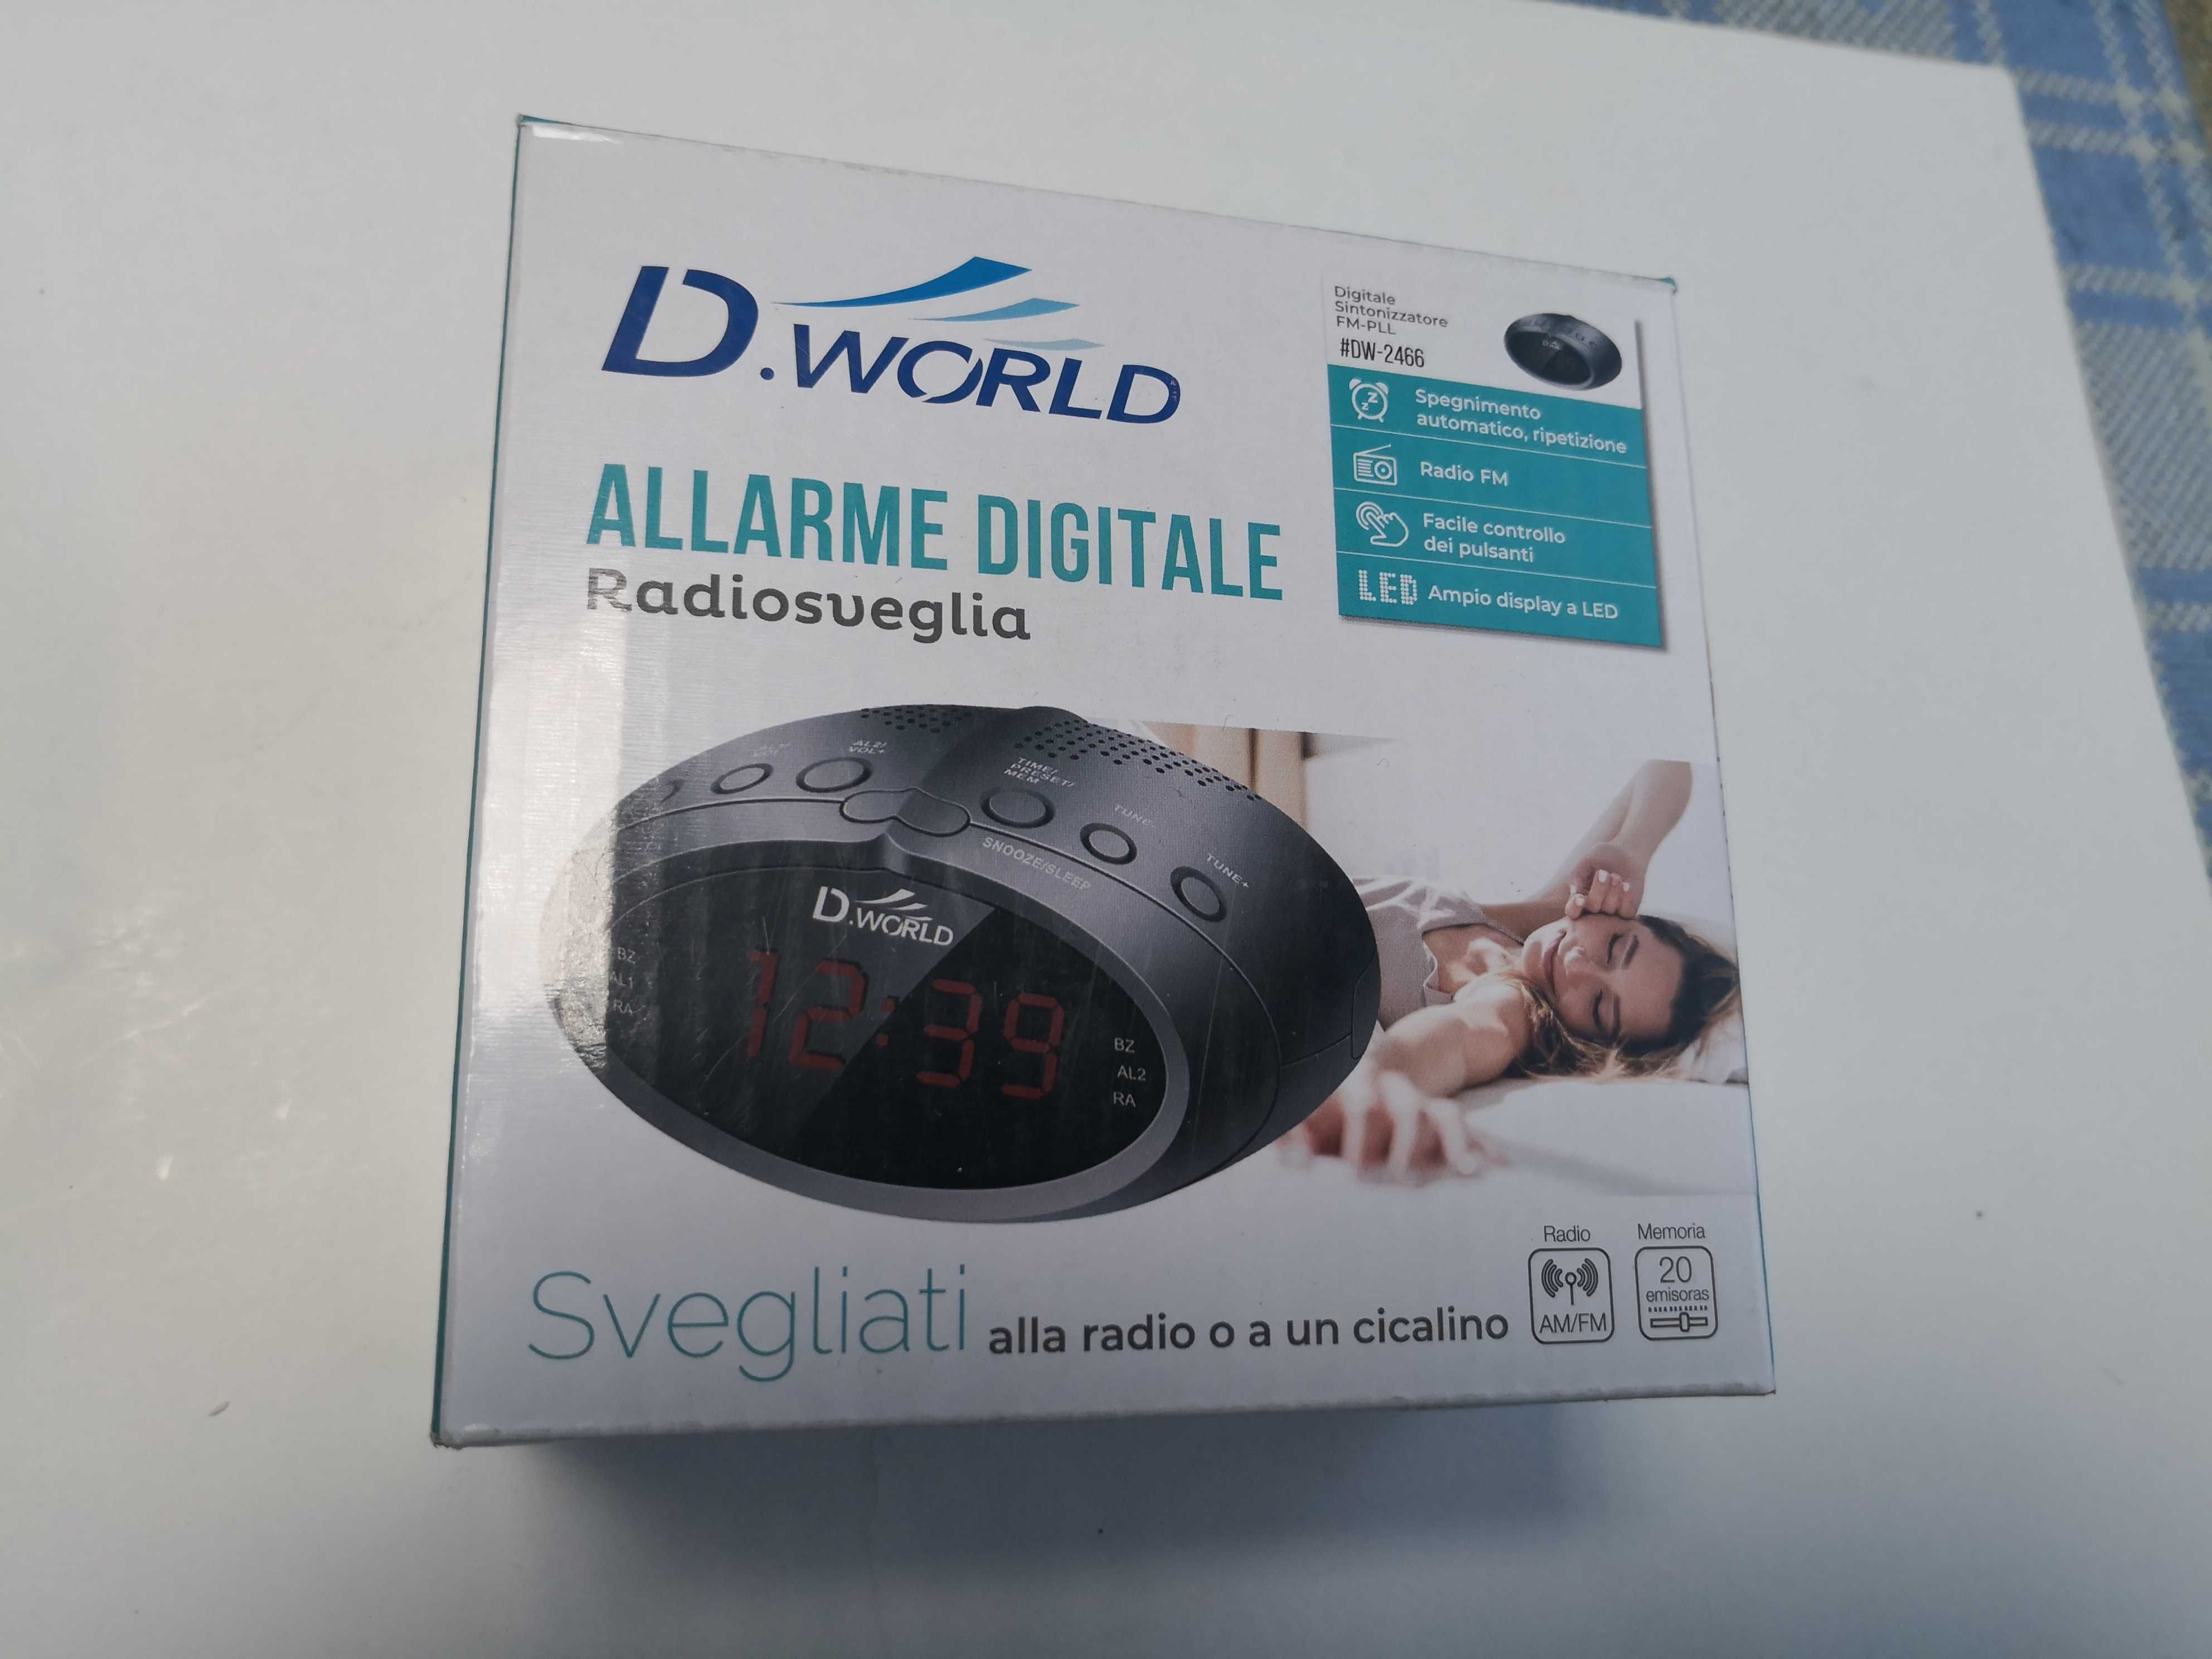 D.WORLD
ALLARME DIGITALE
Radiosveglia
Digitale
Sintonizzatore
FM-PLL
#DW-2466
Spegnimento
automatico, ripetizione
Radio FM
Facile controllo
dei pulsanti
LED Ampio display a LED
AL2/
VOL+
TIME/
PRESET/
MEM
TUNE-
TUNE+
SNOOZE/SLEEP
D.WORLD
BZ
AL1
RA
12:39
BZ
AL2
RA
Svegliati alla radio o a un cicalino
Radio
AM/FM
Memoria
20
emisoras